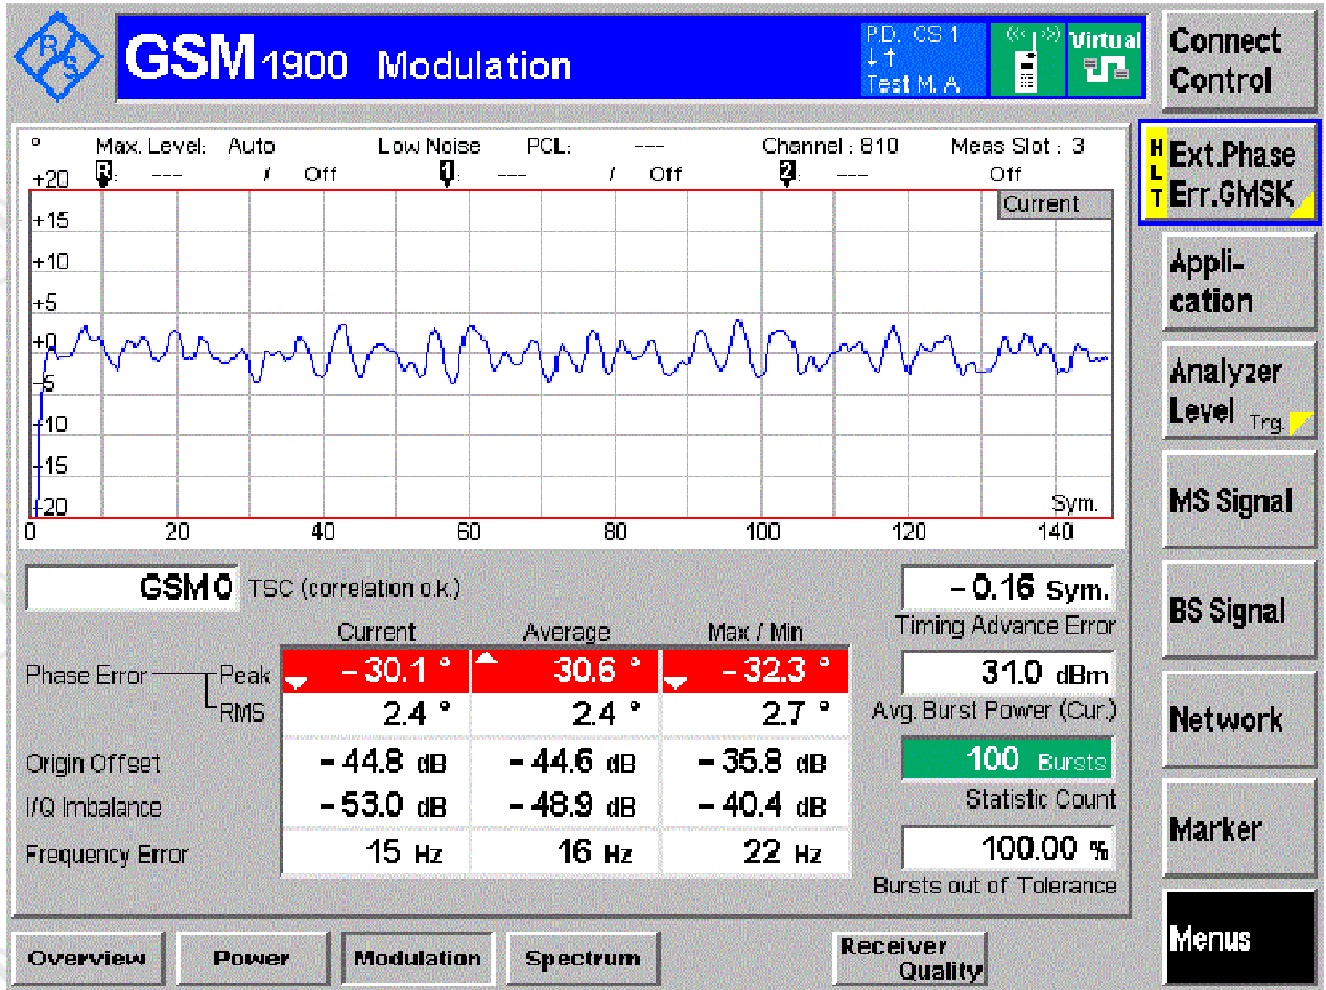 R S
GSM 1900 Modulation
P.D. CS 1
↓↑
Test M. A.
Virtual
Connect
Control
° Max. Level: Auto Low Noise PCL: --- Channel : 810 Meas Slot : 3
R: --- / Off 1: --- / Off 2: --- Off
+20
Current
+15
+10
+5
+0
-5
-10
-15
-20
Sym.
0 20 40 60 80 100 120 140
HLT
Ext.Phase
Err.GMSK
Appli-
cation
Analyzer
Level Trg.
MS Signal
BS Signal
Network
Marker
Menus
GSM 0 TSC (correlation o.k.)
- 0.16 Sym.
Timing Advance Error
Current Average Max / Min
Phase Error Peak - 30.1 ° 30.6 ° - 32.3 °
RMS 2.4 ° 2.4 ° 2.7 °
31.0 dBm
Avg. Burst Power (Cur.)
Origin Offset - 44.8 dB - 44.6 dB - 35.8 dB
100 Bursts
Statistic Count
I/Q Imbalance - 53.0 dB - 48.9 dB - 40.4 dB
Frequency Error 15 Hz 16 Hz 22 Hz
100.00 %
Bursts out of Tolerance
Overview Power Modulation Spectrum
Receiver
Quality